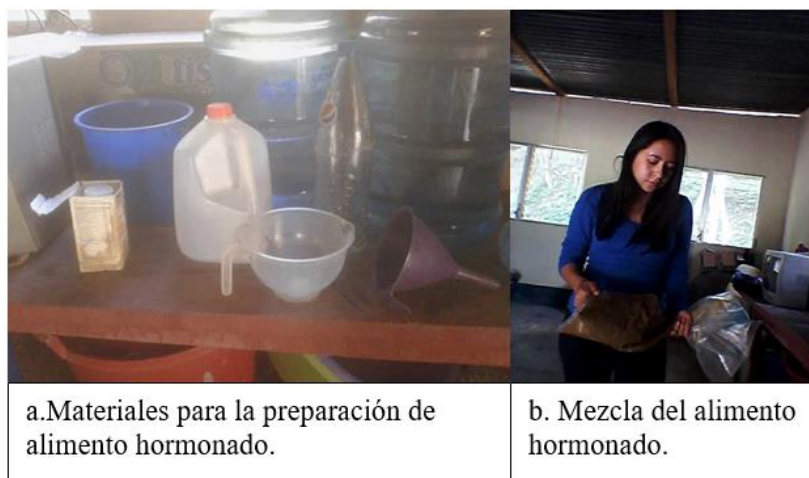 a.Materiales para la preparación de
alimento hormonado.
b. Mezcla del alimento
hormonado.